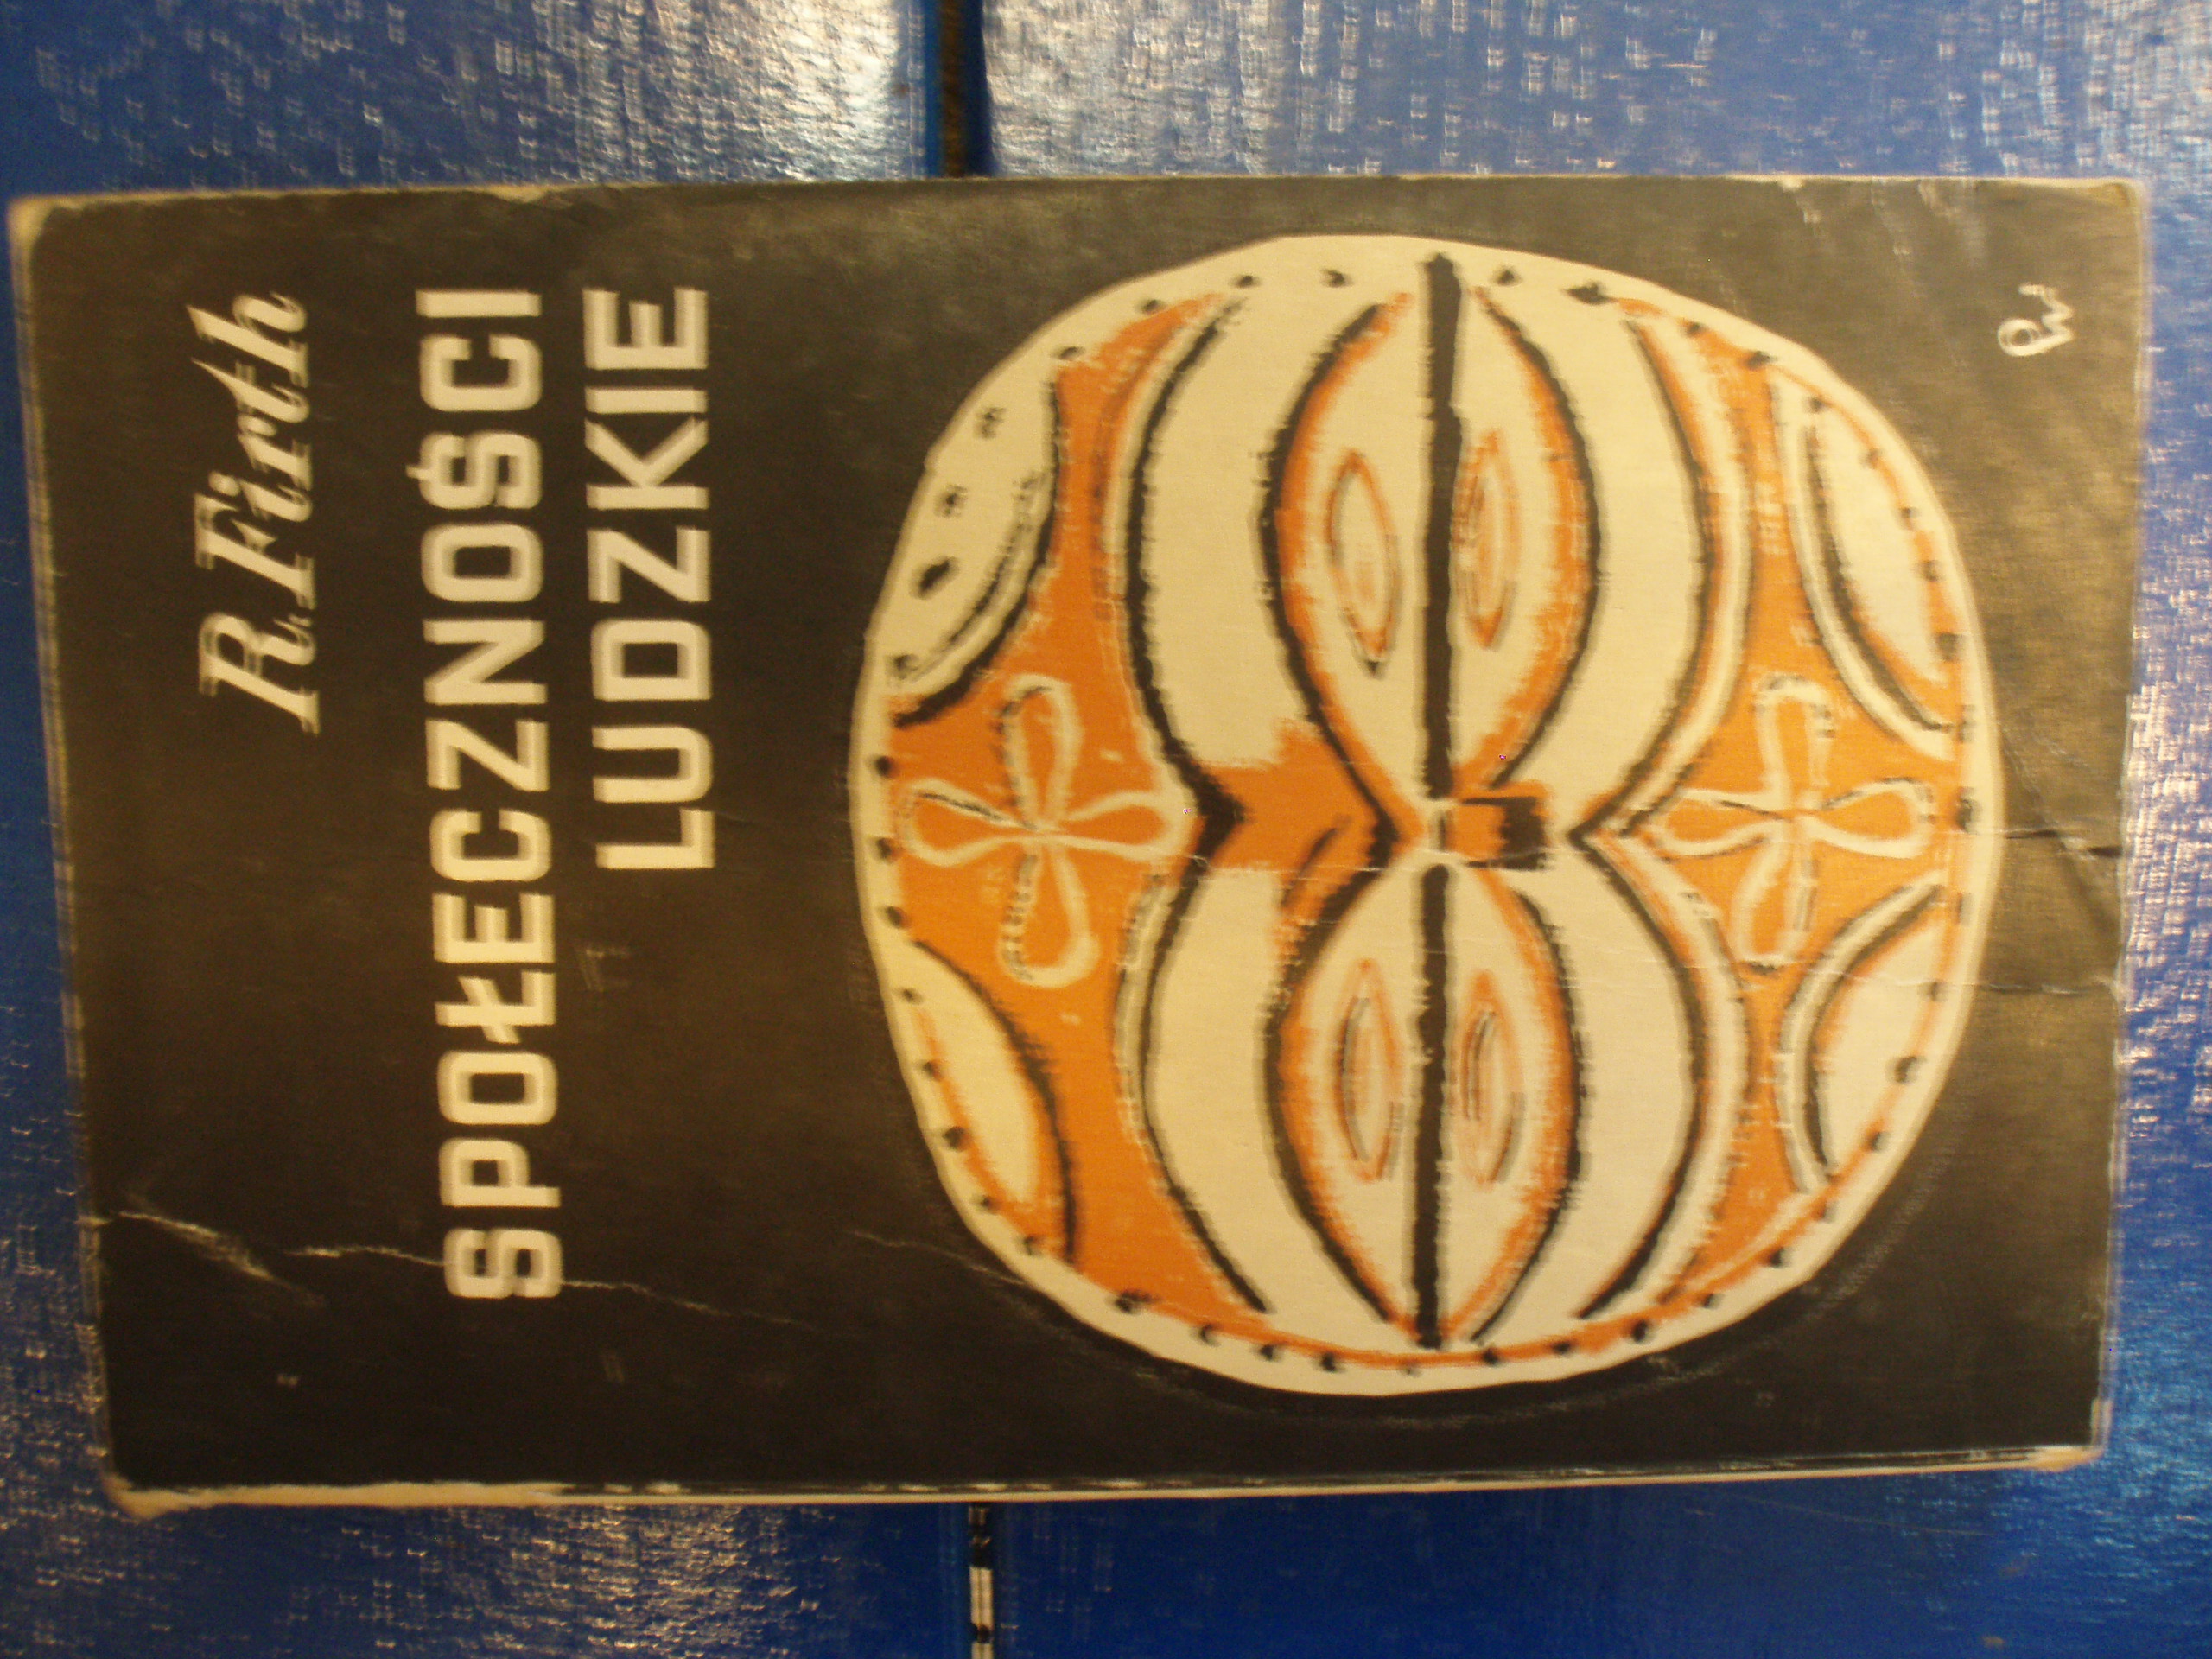 R. Firth
SPOŁECZNOŚCI
LUDZKIE